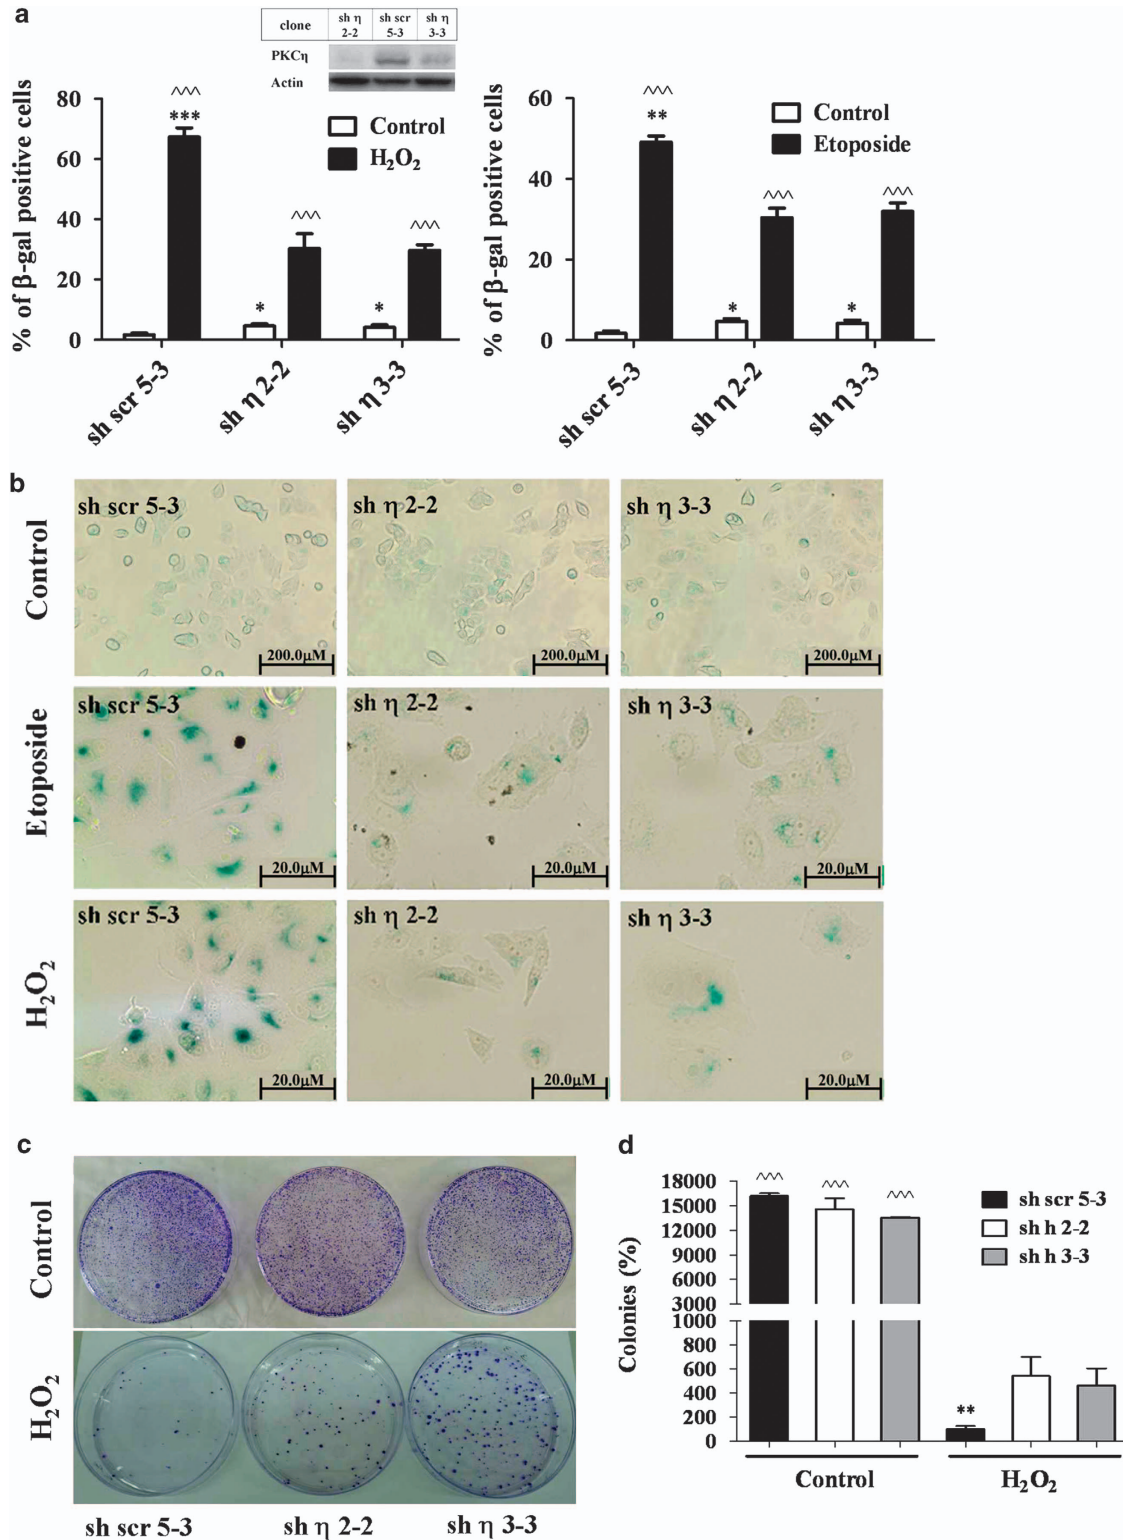 a
clone
sh η 2-2
sh scr 5-3
sh η 3-3
PKCη
Actin
% of β-gal positive cells
80
60
40
20
0
^^^
***
^^^
^^^
*
*
Control
H₂O₂
sh scr 5-3
sh η 2-2
sh η 3-3
% of β-gal positive cells
60
40
20
0
^^^
**
^^^
^^^
*
*
Control
Etoposide
sh scr 5-3
sh η 2-2
sh η 3-3
b
Control
sh scr 5-3
sh η 2-2
sh η 3-3
200.0μM
200.0μM
200.0μM
Etoposide
sh scr 5-3
sh η 2-2
sh η 3-3
20.0μM
20.0μM
20.0μM
H₂O₂
sh scr 5-3
sh η 2-2
sh η 3-3
20.0μM
20.0μM
20.0μM
c
Control
H₂O₂
sh scr 5-3
sh η 2-2
sh η 3-3
d
Colonies (%)
18000
15000
12000
9000
6000
3000
1000
800
600
400
200
0
^^^
^^^
^^^
**
sh scr 5-3
sh h 2-2
sh h 3-3
Control
H₂O₂